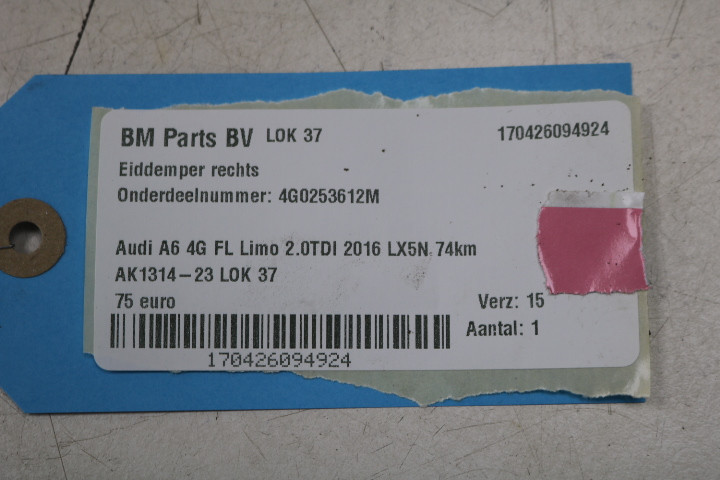 BM Parts BV LOK 37 170426094924
Eiddemper rechts
Onderdeelnummer: 4G0253612M
Audi A6 4G FL Limo 2.0TDI 2016 LX5N 74km
AK1314-23 LOK 37
75 euro Verz: 15
Aantal: 1
170426094924